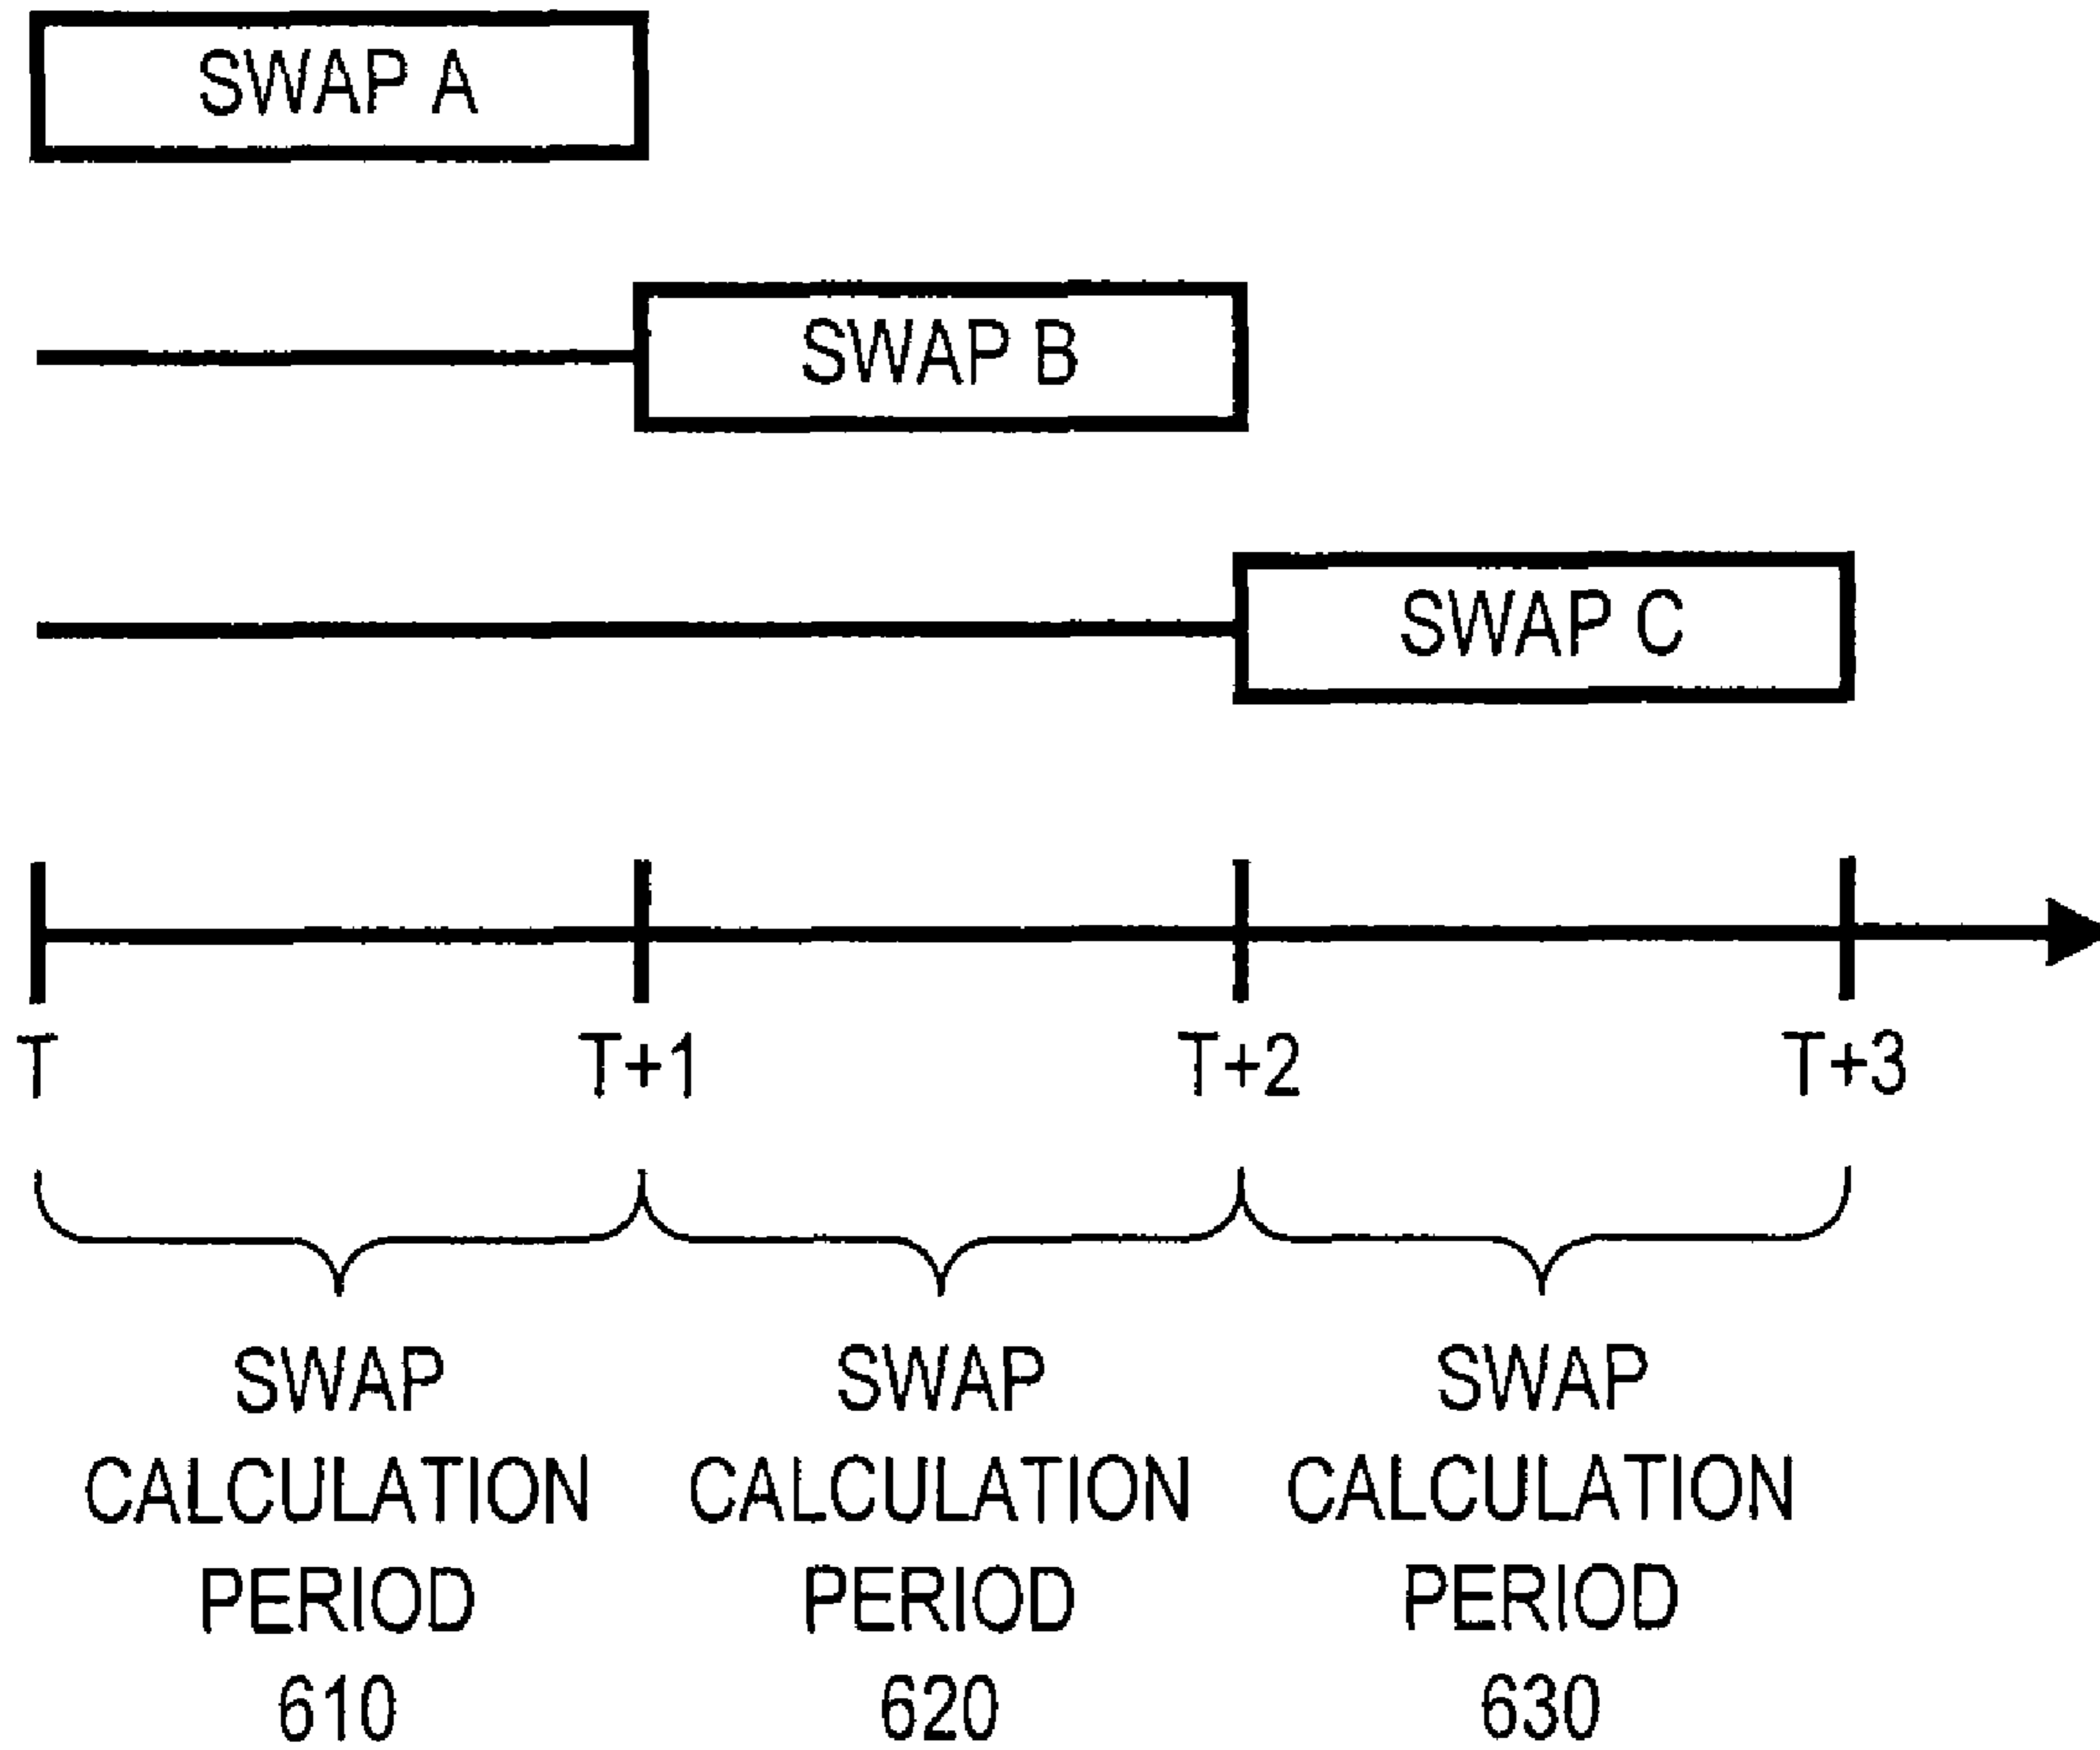 SWAP A
SWAP B
SWAP C
T
T+1
T+2
T+3
SWAP
CALCULATION
PERIOD
610
SWAP
CALCULATION
PERIOD
620
SWAP
CALCULATION
PERIOD
630